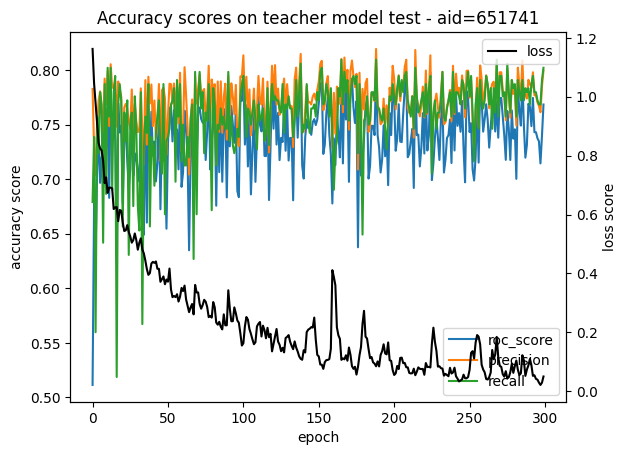 Accuracy scores on teacher model test - aid=651741
accuracy score
0.80
0.75
0.70
0.65
0.60
0.55
0.50
1.2
1.0
0.8
0.6
0.4
0.2
0.0
loss score
loss
roc_score
precision
recall
0
50
100
150
200
250
300
epoch